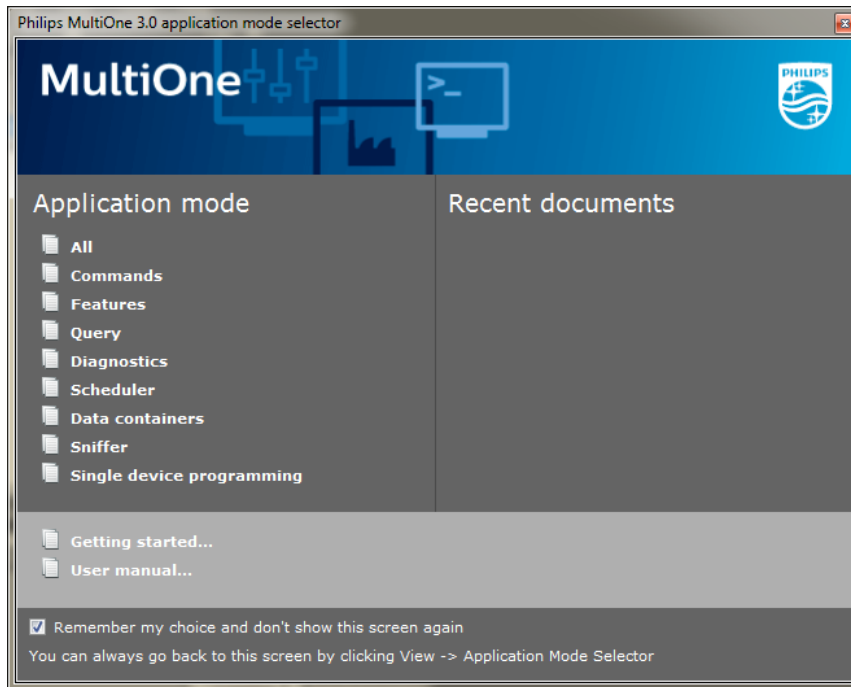 Philips MultiOne 3.0 application mode selector
x
MultiOne
>_
PHILIPS
Application mode
All
Commands
Features
Query
Diagnostics
Scheduler
Data containers
Sniffer
Single device programming
Recent documents
Getting started...
User manual...
Remember my choice and don't show this screen again
You can always go back to this screen by clicking View -> Application Mode Selector